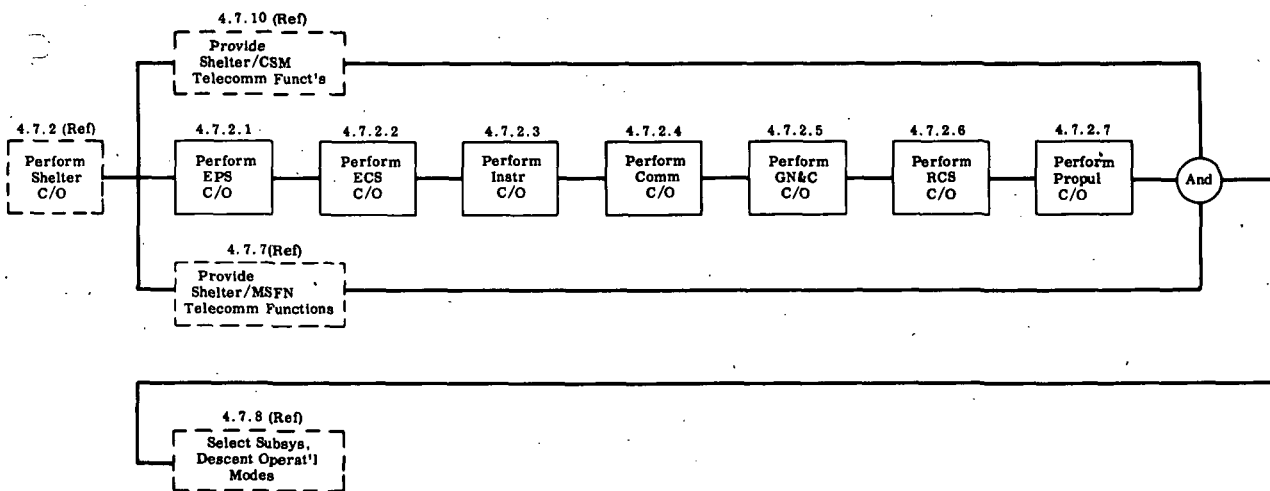 4.7.10 (Ref)
Provide
Shelter/CSM
Telecomm Funct's
4.7.2 (Ref)
Perform
Shelter
C/O
4.7.2.1
Perform
EPS
C/O
4.7.2.2
Perform
ECS
C/O
4.7.2.3
Perform
Instr
C/O
4.7.2.4
Perform
Comm
C/O
4.7.2.5
Perform
GN&C
C/O
4.7.2.6
Perform
RCS
C/O
4.7.2.7
Perform
Propul
C/O
And
4.7.7(Ref)
Provide
Shelter/MSFN
Telecomm Functions
4.7.8 (Ref)
Select Subsys,
Descent Operat'l
Modes